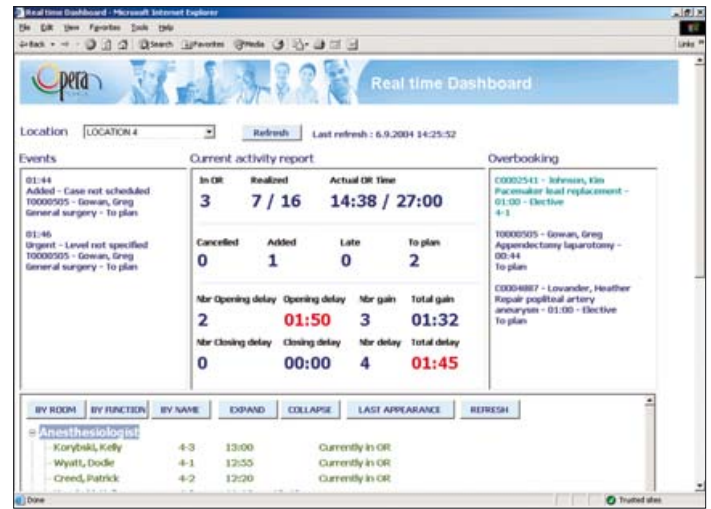 Real time Dashboard - Microsoft Internet Explorer
File Edit View Favorites Tools Help
Back Search Favorites Media Links
Opera
Real time Dashboard
Location LOCATION 4 Refresh Last refresh : 6.9.2004 14:25:52
Events
01:44
Added - Case not scheduled
T0000505 - Gowan, Greg
General surgery - To plan
01:46
Urgent - Level not specified
T0000505 - Gowan, Greg
General surgery - To plan
Current activity report
In OR Realized Actual OR Time
3 7 / 16 14:38 / 27:00
Cancelled Added Late To plan
0 1 0 2
Nbr Opening delay Opening delay Nbr gain Total gain
2 01:50 3 01:32
Nbr Closing delay Closing delay Nbr delay Total delay
0 00:00 4 01:45
Overbooking
C0002541 - Johnson, Kim
Pacemaker lead replacement -
01:00 - Elective
4-1
T0000505 - Gowan, Greg
Appendectomy laparotomy -
00:44
To plan
C0004887 - Lovander, Heather
Repair popliteal artery
aneurysm - 01:00 - Elective
To plan
BY ROOM BY FUNCTION BY NAME EXPAND COLLAPSE LAST APPEARANCE REFRESH
Anesthesiologist
Korybski, Kelly 4-3 13:00 Currently in OR
Wyatt, Dodie 4-1 12:55 Currently in OR
Creed, Patrick 4-2 12:20 Currently in OR
Done Trusted sites